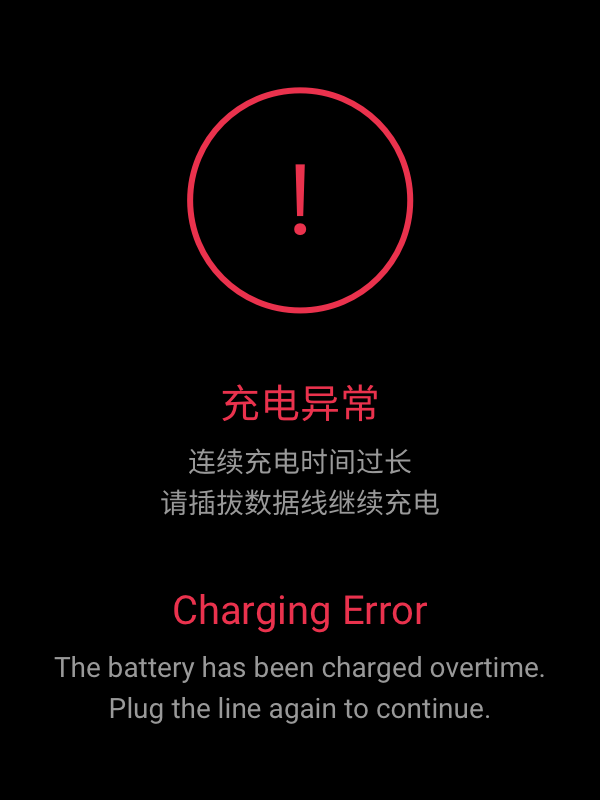 !
充电异常
连续充电时间过长
请插拔数据线继续充电
Charging Error
The battery has been charged overtime.
Plug the line again to continue.